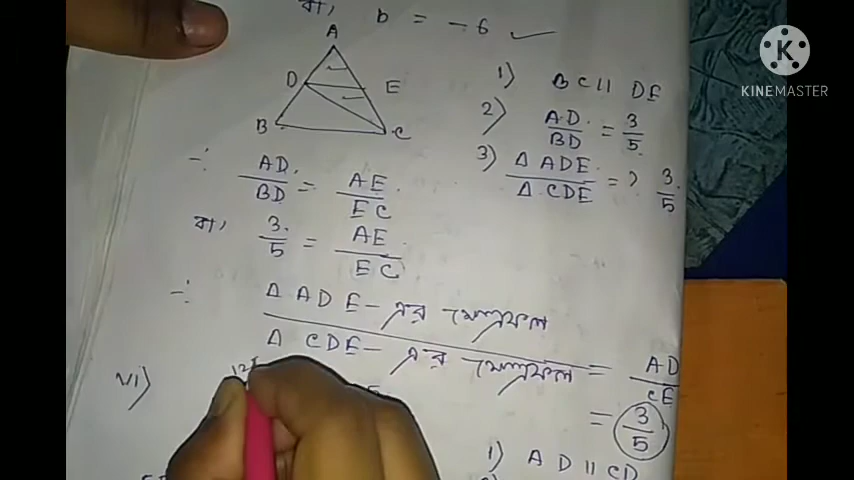 বা, b = -6
A
D E
B C
1) BC || DE
2) AD/BD = 3/5
3) Δ ADE/Δ CDE = ? 3/5
∴ AD/BD = AE/EC
বা, 3/5 = AE/EC
∴ Δ ADE-এর ক্ষেত্রফল/Δ CDE-এর ক্ষেত্রফল = AD/CE
= 3/5
vi)
1) AD || CD
KINEMASTER